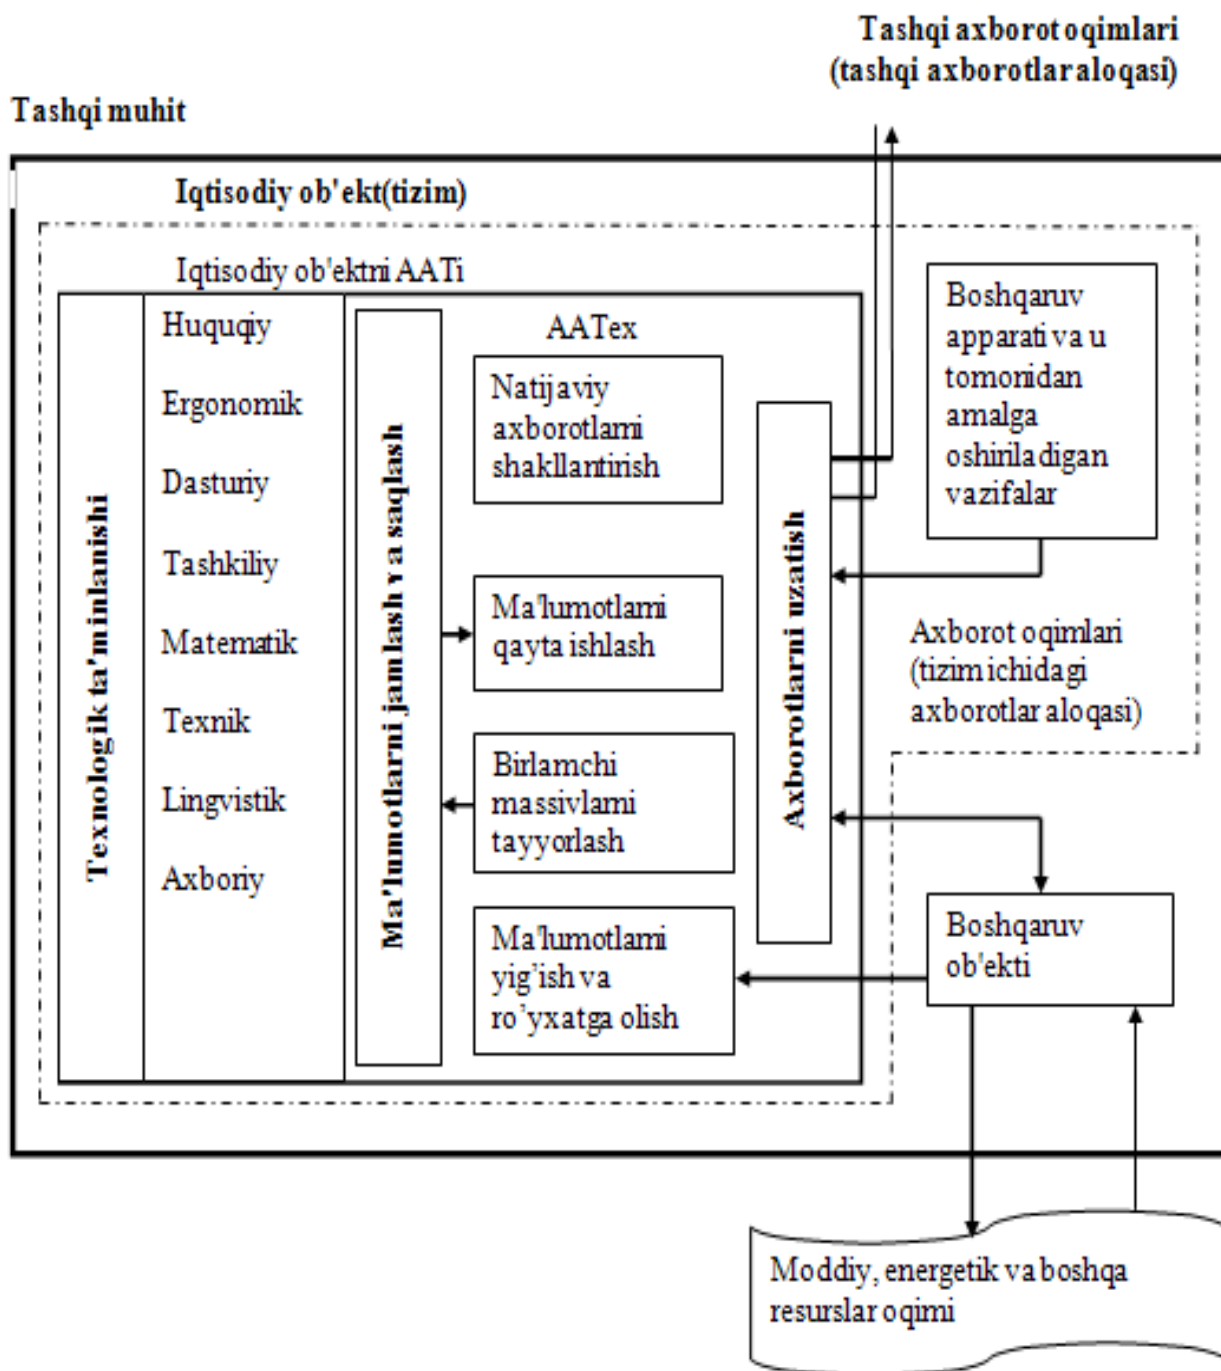 Tashqi axborot oqimlari
(tashqi axborotlar aloqasi)
Tashqi muhit
Iqtisodiy ob'ekt(tizim)
Iqtisodiy ob'ektni AATi
Texnologik ta'minlanishi
Huquqiy
Ergonomik
Dasturiy
Tashkiliy
Matematik
Texnik
Lingvistik
Axboriy
Ma'lumotlarni jamlash va saqlash
AATex
Natijaviy
axborotlarni
shakllantirish
Ma'lumotlarni
qayta ishlash
Birlamchi
massivlarni
tayyorlash
Ma'lumotlarni
yig’ish va
ro’yxatga olish
Axborotlarni uzatish
Boshqaruv
apparati va u
tomonidan
amalga
oshiriladigan
vazifalar
Axborot oqimlari
(tizim ichidagi
axborotlar aloqasi)
Boshqaruv
ob'ekti
Moddiy, energetik va boshqa
resurslar oqimi